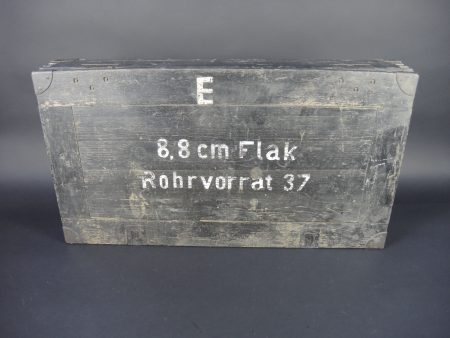 E
8,8 cm Flak
Rohrvorrat 37